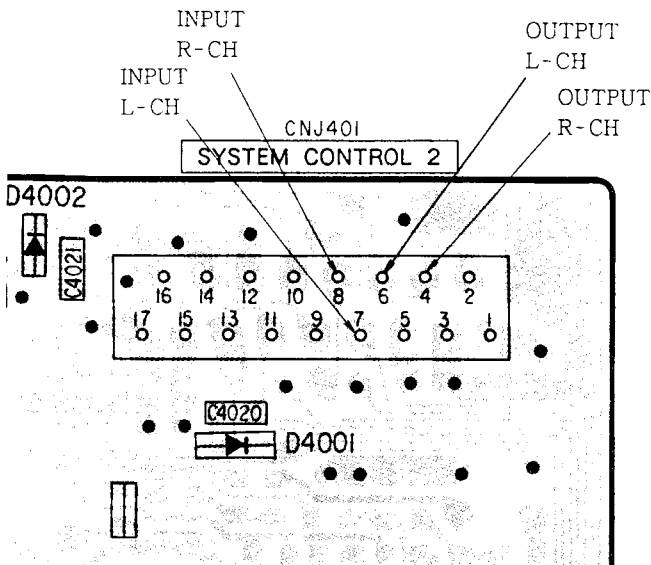 INPUT
R-CH
INPUT
L-CH
OUTPUT
L-CH
OUTPUT
R-CH
CNJ401
SYSTEM CONTROL 2
D4002
C4021
16 14 12 10 8 6 4 2
17 15 13 11 9 7 5 3 1
C4020
D4001